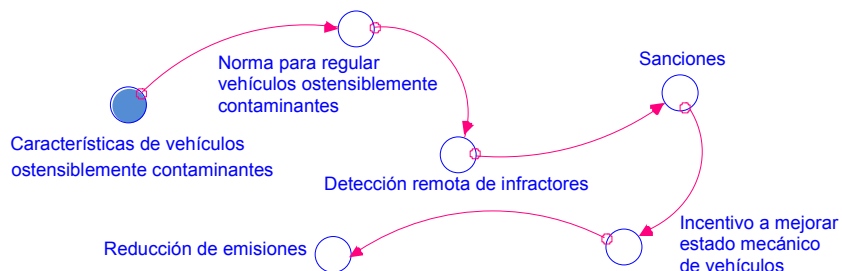 Norma para regular
vehículos ostensiblemente
contaminantes
Sanciones
Características de vehículos
ostensiblemente contaminantes
Detección remota de infractores
Incentivo a mejorar
estado mecánico
de vehículos
Reducción de emisiones